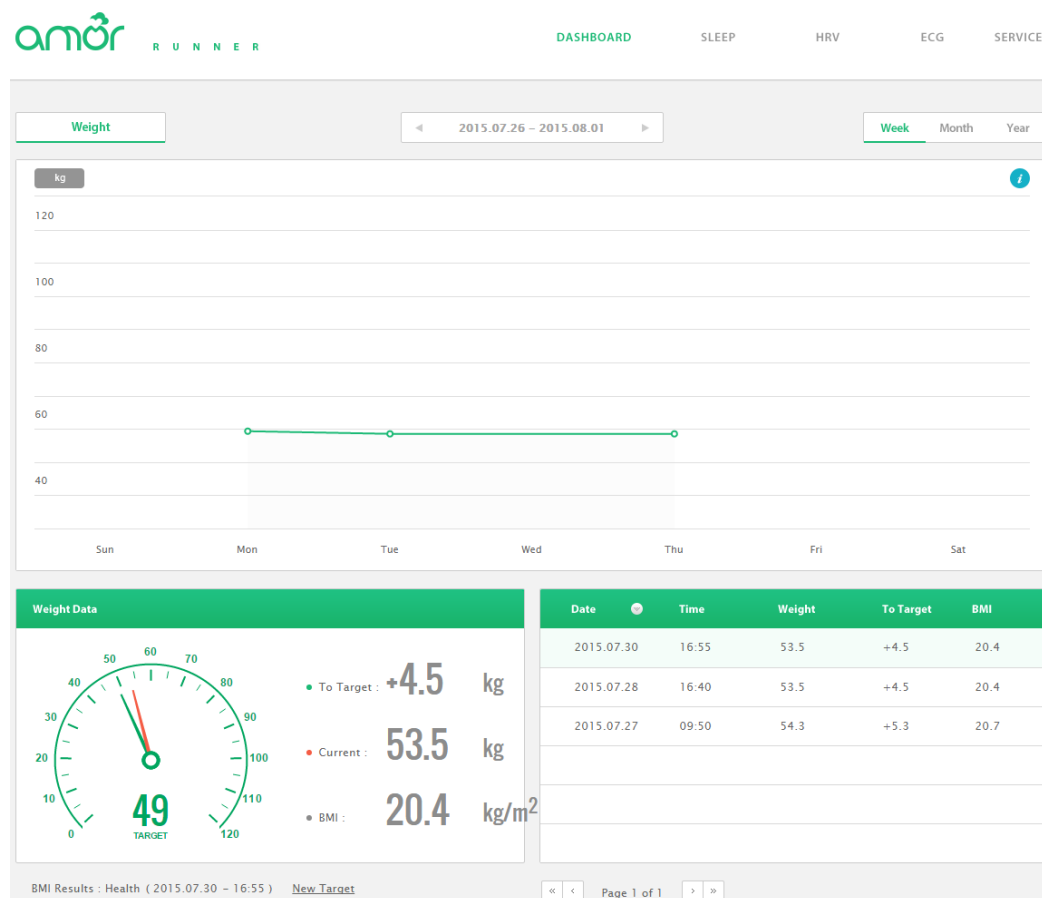 amör RUNNER
DASHBOARD SLEEP HRV ECG SERVICE
Weight
2015.07.26 – 2015.08.01
Week Month Year
kg
i
120
100
80
60
40
Sun Mon Tue Wed Thu Fri Sat
Weight Data
0 10 20 30 40 50 60 70 80 90 100 110 120
49
TARGET
To Target : +4.5 kg
Current : 53.5 kg
BMI : 20.4 kg/m²
BMI Results : Health ( 2015.07.30 – 16:55 ) New Target
Date Time Weight To Target BMI
2015.07.30 16:55 53.5 +4.5 20.4
2015.07.28 16:40 53.5 +4.5 20.4
2015.07.27 09:50 54.3 +5.3 20.7
« ‹ Page 1 of 1 › »